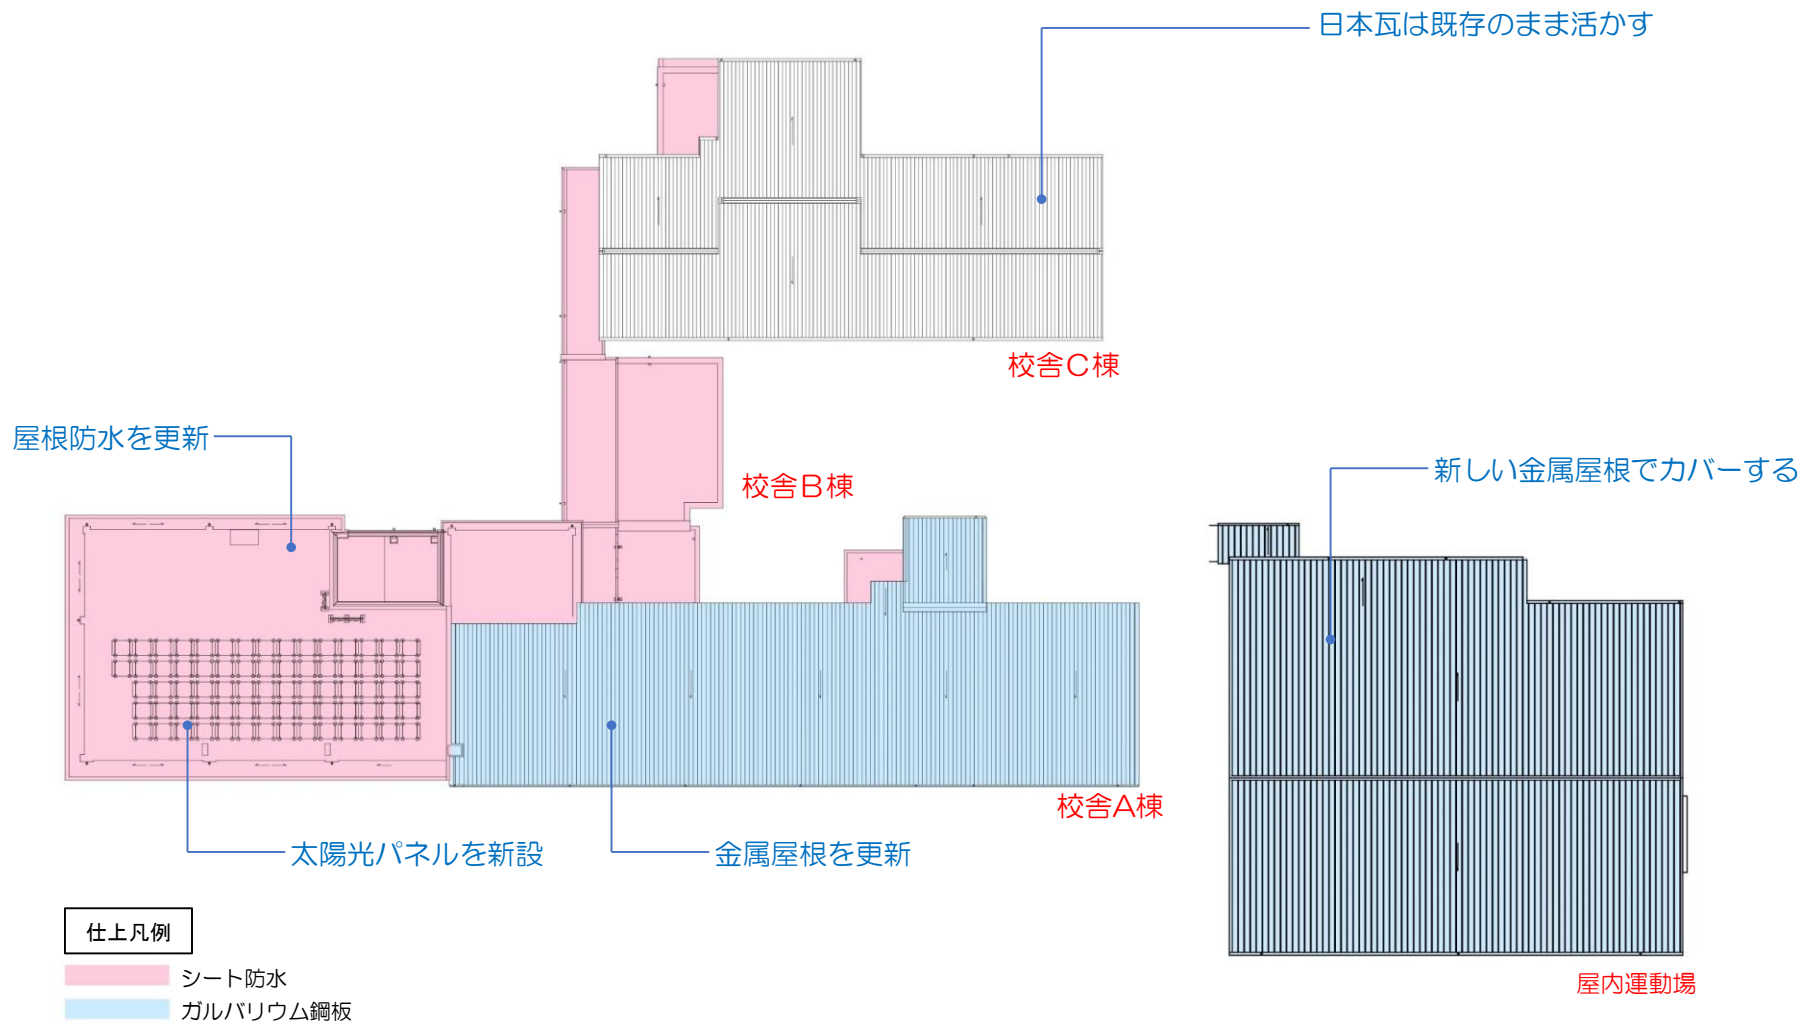 日本瓦は既存のまま活かす
校舎C棟
屋根防水を更新
新しい金属屋根でカバーする
校舎B棟
校舎A棟
太陽光パネルを新設
金属屋根を更新
仕上凡例
シート防水
屋内運動場
ガルバリウム鋼板